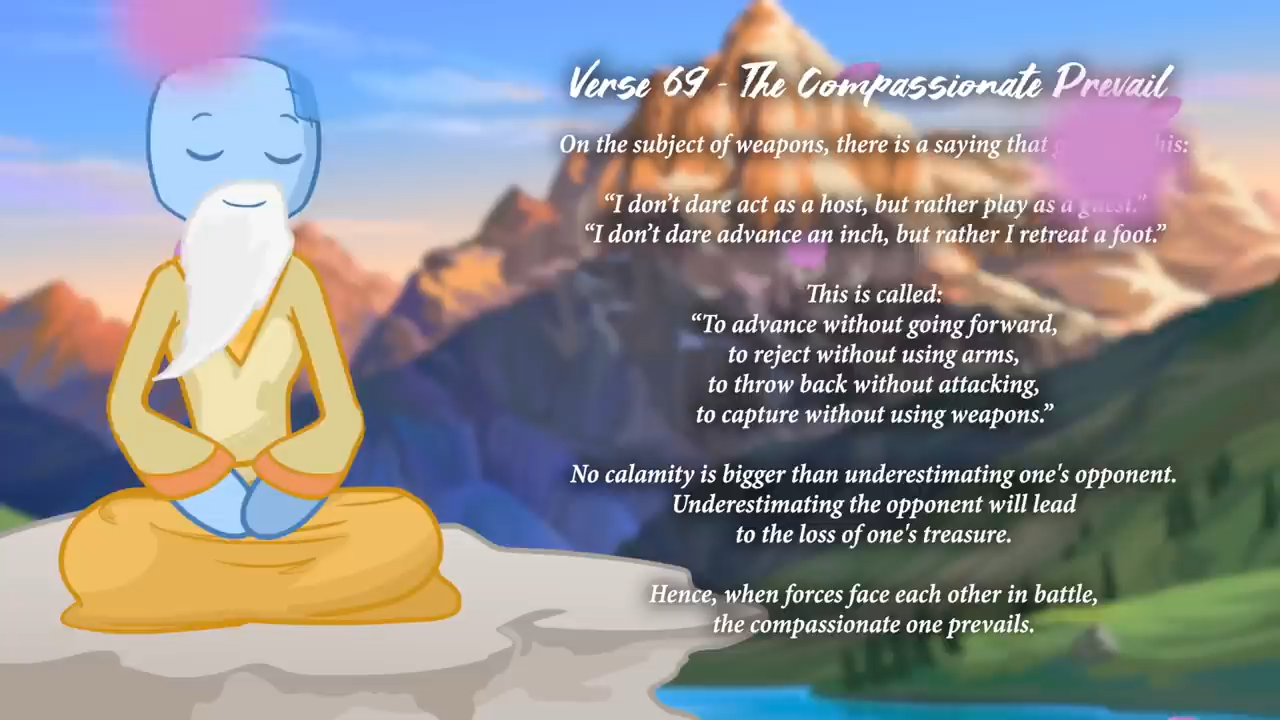 Verse 69 - The Compassionate Prevail
On the subject of weapons, there is a saying that
“I don’t dare act as a host, but rather play as a guest.”
“I don’t dare advance an inch, but rather I retreat a foot.”
This is called:
“To advance without going forward,
to reject without using arms,
to throw back without attacking,
to capture without using weapons.”
No calamity is bigger than underestimating one's opponent.
Underestimating the opponent will lead
to the loss of one's treasure.
Hence, when forces face each other in battle,
the compassionate one prevails.